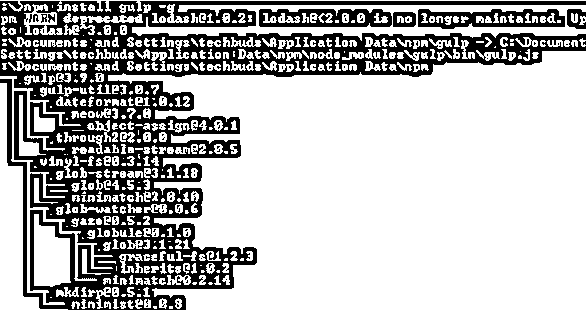 :\>npm install gulp -g
pm WARN deprecated lodash@1.0.2: lodash@<2.0.0 is no longer maintained. Up
to lodash@^3.0.0
:\Documents and Settings\techbuds\Application Data\npm\gulp -> C:\Document
Settings\techbuds\Application Data\npm\node_modules\gulp\bin\gulp.js
:\Documents and Settings\techbuds\Application Data\npm
gulp@3.9.0
gulp-util@3.0.7
dateformat@1.0.12
meow@3.7.0
object-assign@4.0.1
through2@2.0.0
readable-stream@2.0.5
vinyl-fs@0.3.14
glob-stream@3.1.18
glob@4.5.3
minimatch@2.0.10
glob-watcher@0.0.6
gaze@0.5.2
globule@0.1.0
glob@3.1.21
graceful-fs@1.2.3
inherits@1.0.2
minimatch@0.2.14
mkdirp@0.5.1
minimist@0.0.8